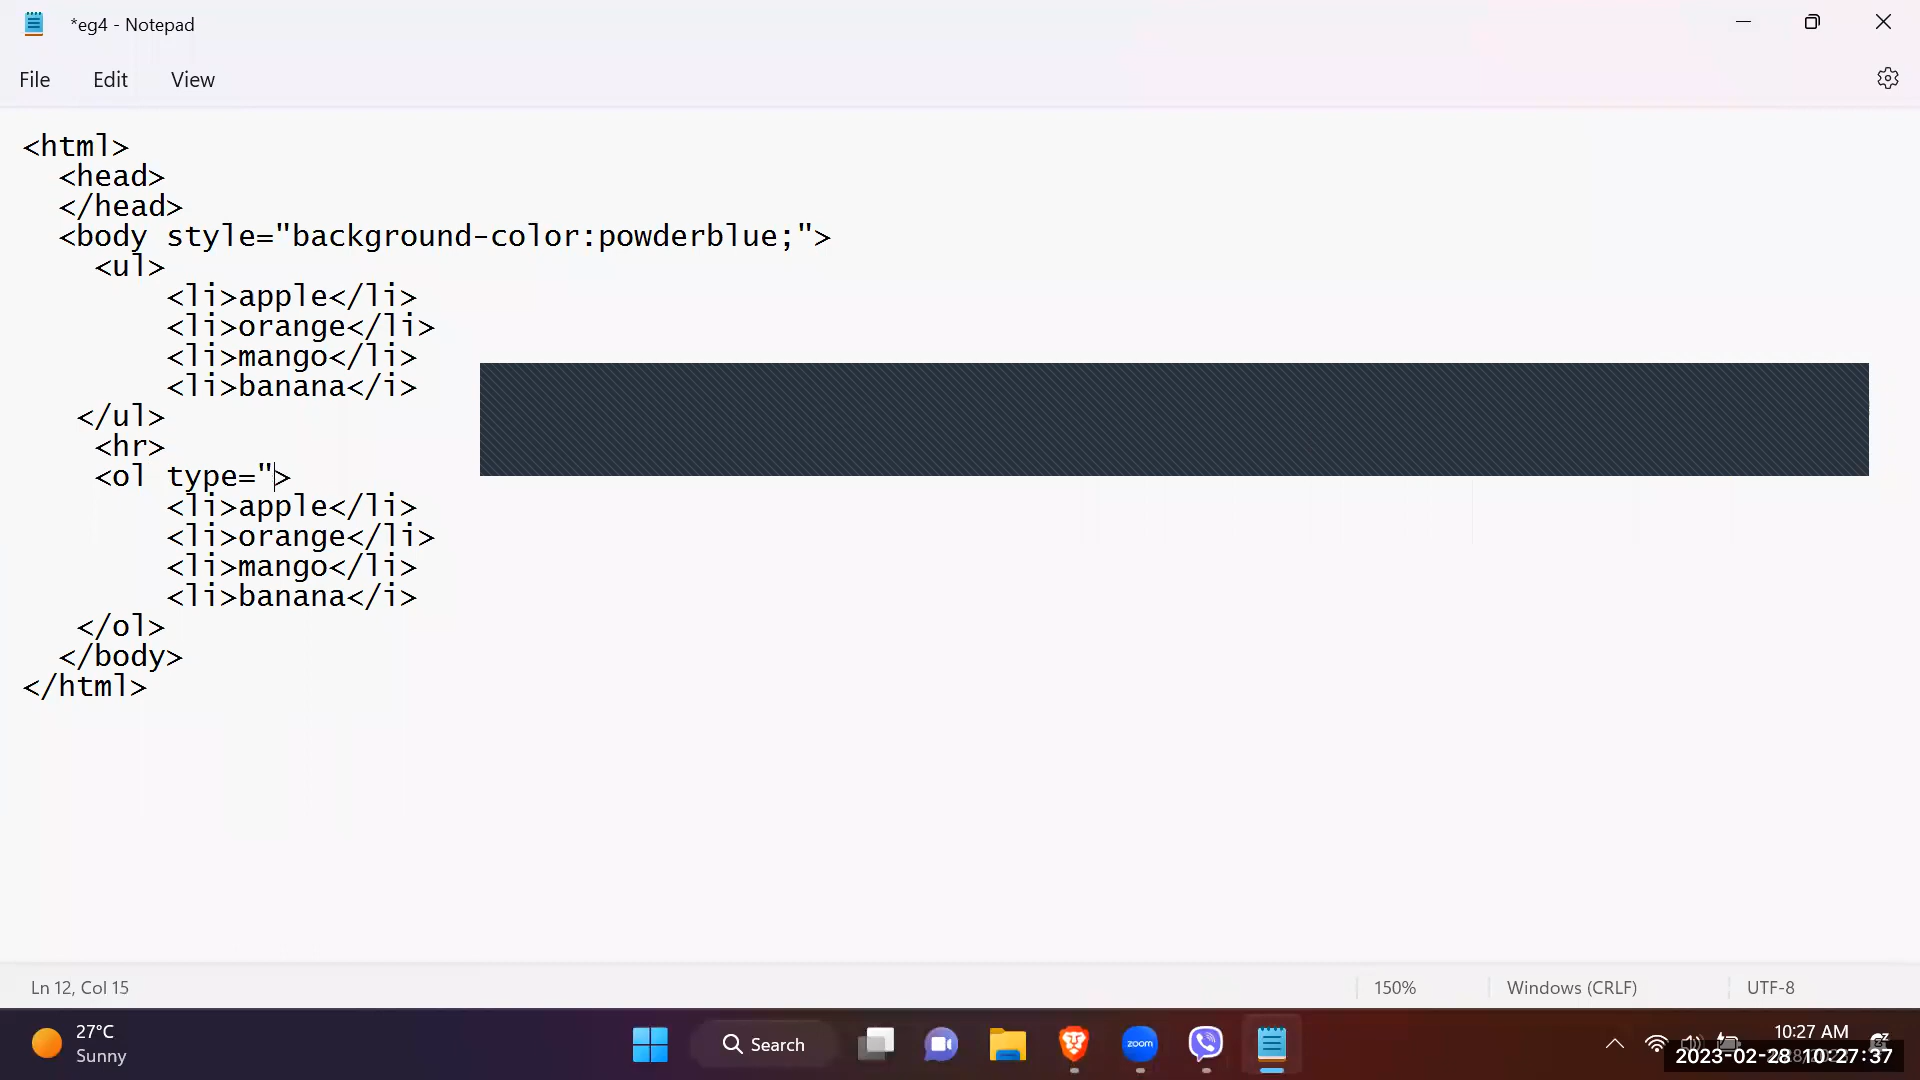 *eg4 - Notepad
File Edit View
<html>
<head>
</head>
<body style="background-color:powderblue;">
<ul>
<li>apple</li>
<li>orange</li>
<li>mango</li>
<li>banana</i>
</ul>
<hr>
<ol type=">
<li>apple</li>
<li>orange</li>
<li>mango</li>
<li>banana</i>
</ol>
</body>
</html>
Ln 12, Col 15 150% Windows (CRLF) UTF-8
27°C
Sunny
Search
zoom
10:27 AM
2023-02-28 10:27:37